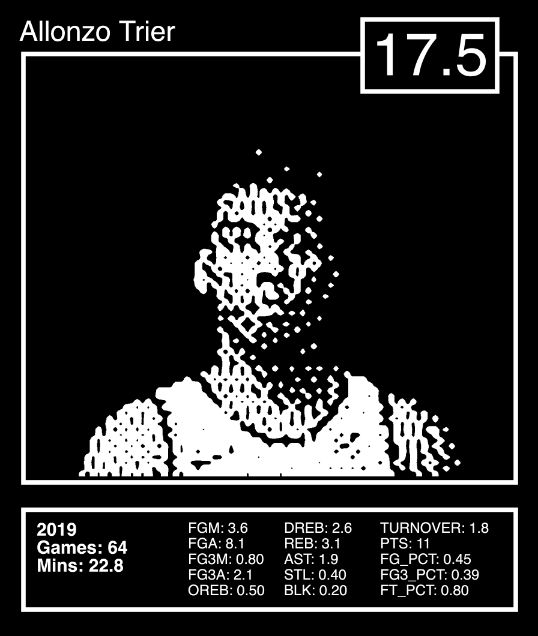 Allonzo Trier
17.5
2019
Games: 64
Mins: 22.8
FGM: 3.6
FGA: 8.1
FG3M: 0.80
FG3A: 2.1
OREB: 0.50
DREB: 2.6
REB: 3.1
AST: 1.9
STL: 0.40
BLK: 0.20
TURNOVER: 1.8
PTS: 11
FG_PCT: 0.45
FG3_PCT: 0.39
FT_PCT: 0.80